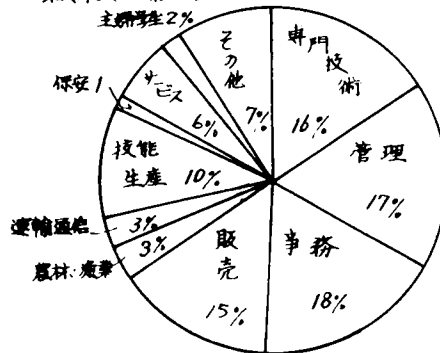 主婦学生2%
その他
7%
専門技術
16%
管理
17%
事務
18%
販売
15%
農林・漁業
3%
運輸通信
3%
技能
生産 10%
保安1
サービス
6%